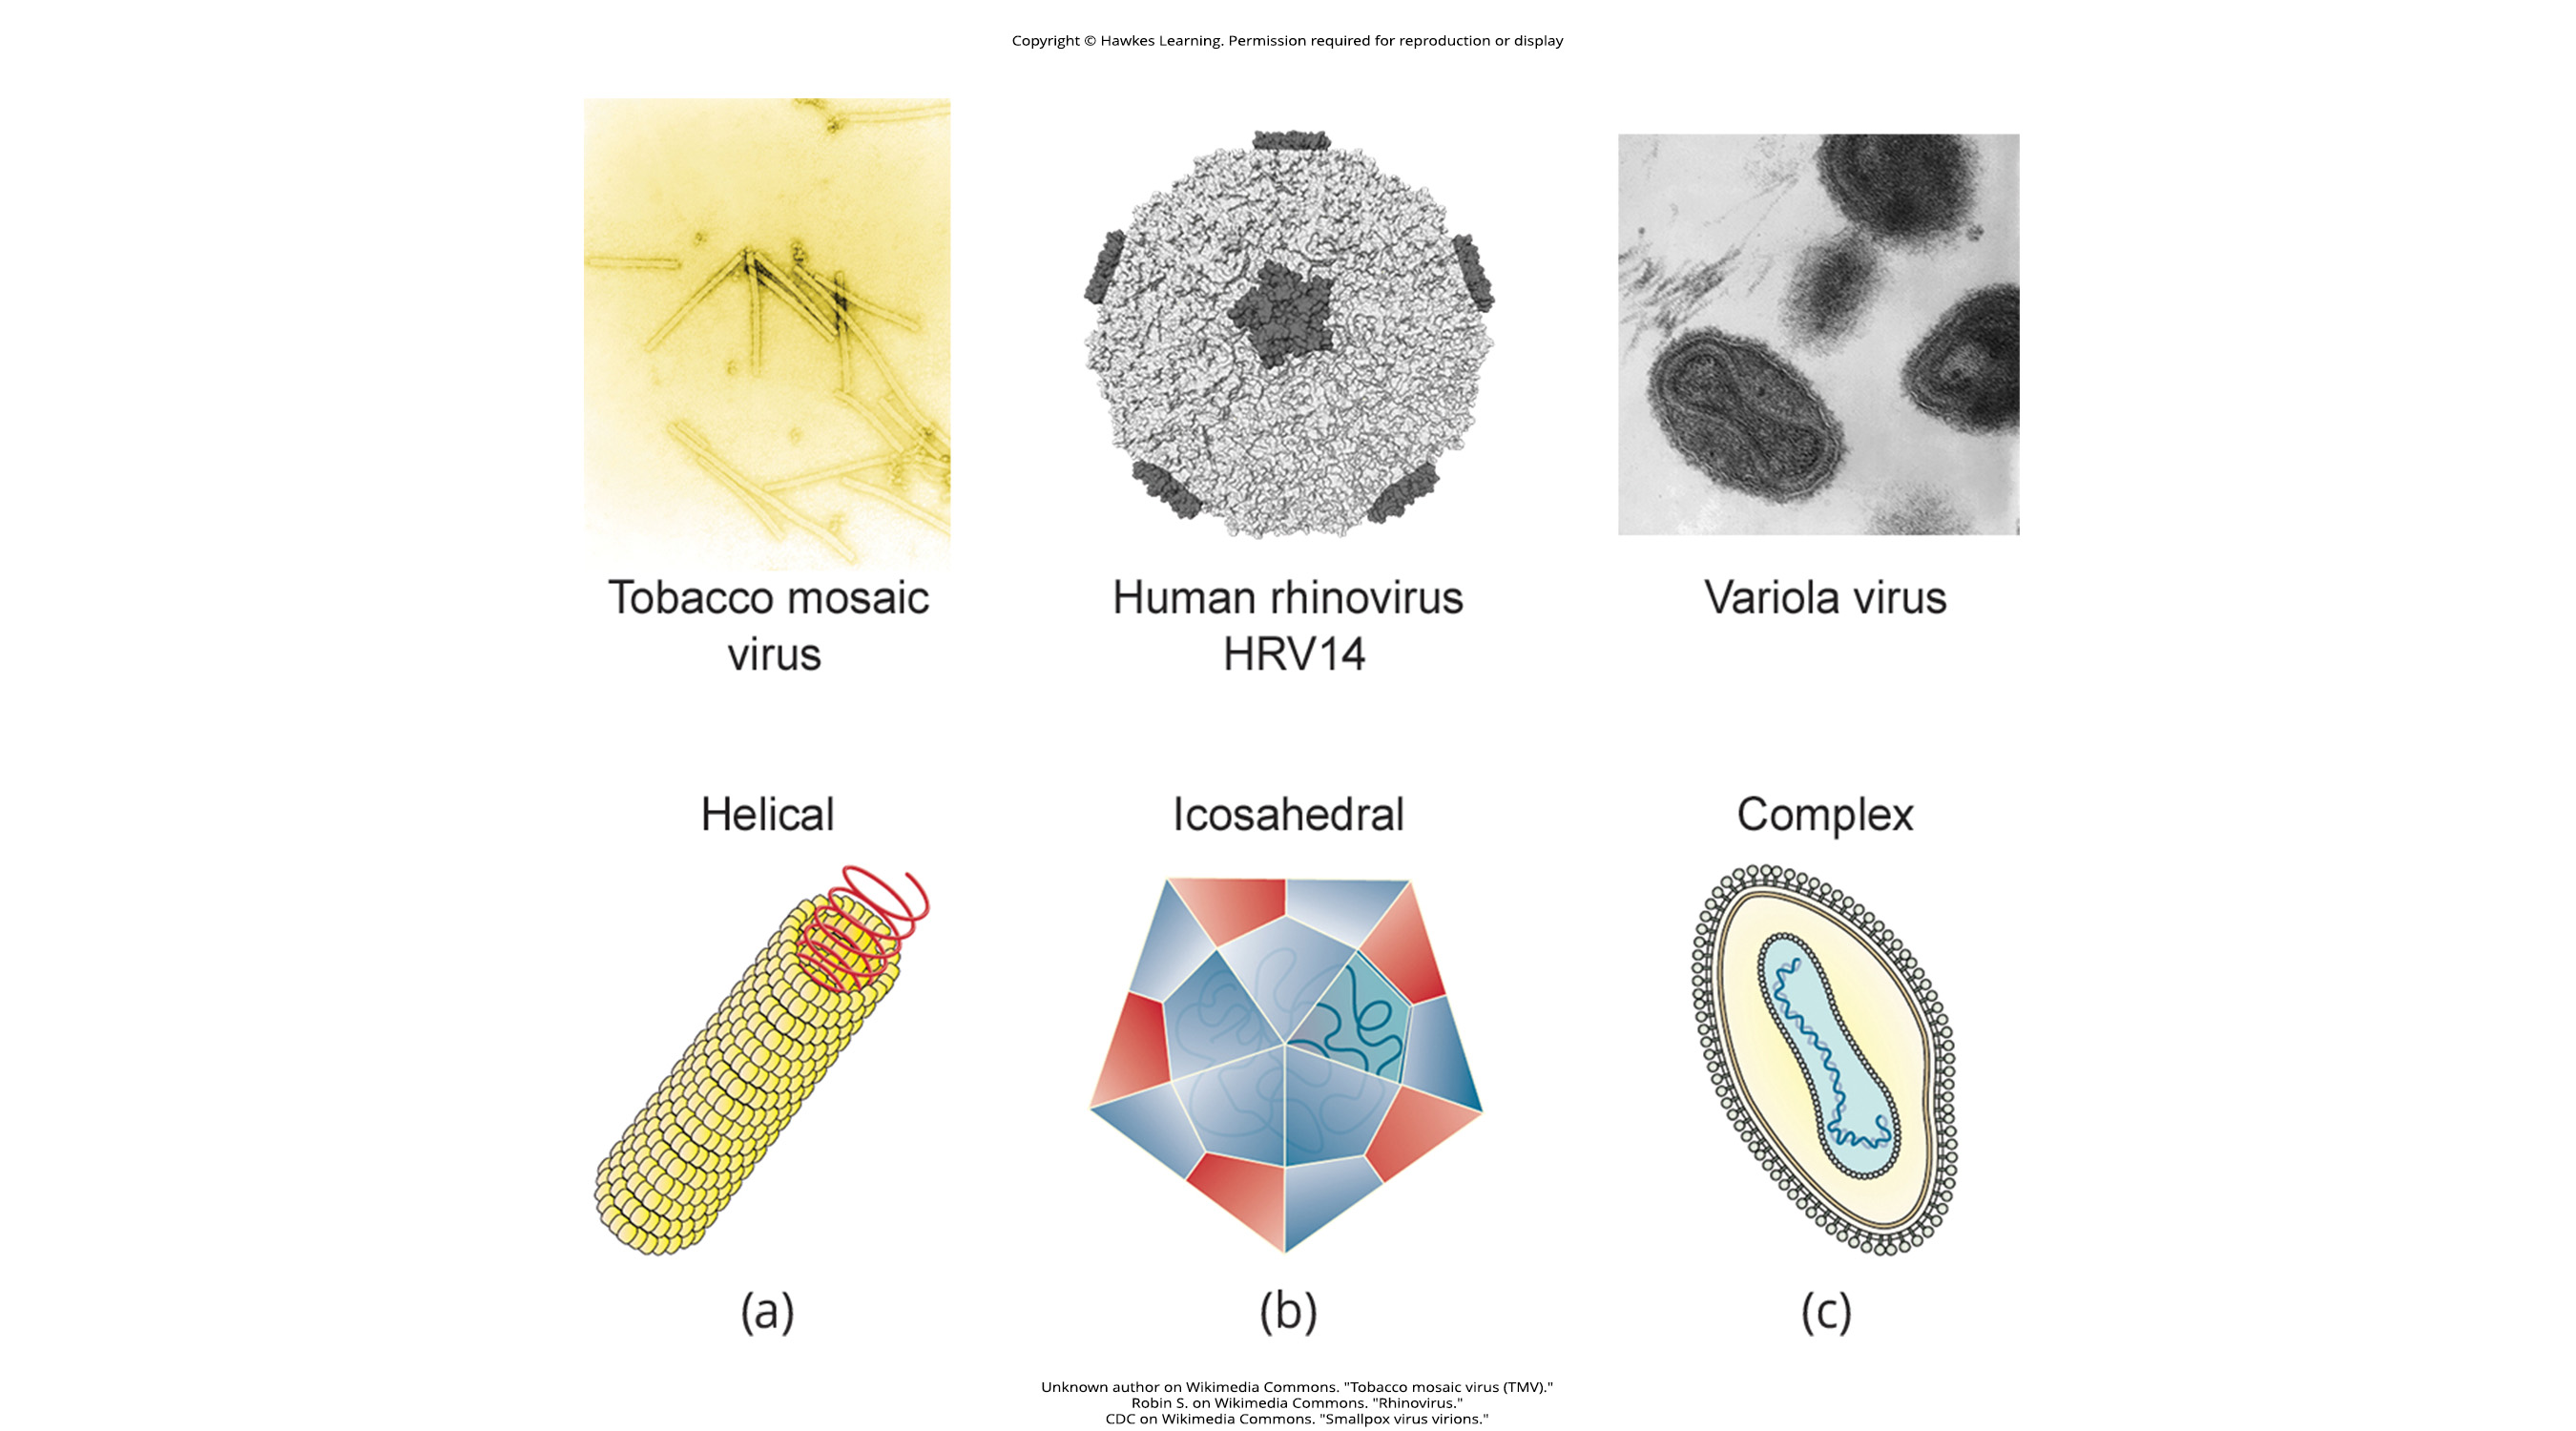 Copyright © Hawkes Learning. Permission required for reproduction or display
Tobacco mosaic
virus
Human rhinovirus
HRV14
Variola virus
Helical
Icosahedral
Complex
(a)
(b)
(c)
Unknown author on Wikimedia Commons. "Tobacco mosaic virus (TMV)."
Robin S. on Wikimedia Commons. "Rhinovirus."
CDC on Wikimedia Commons. "Smallpox virus virions."